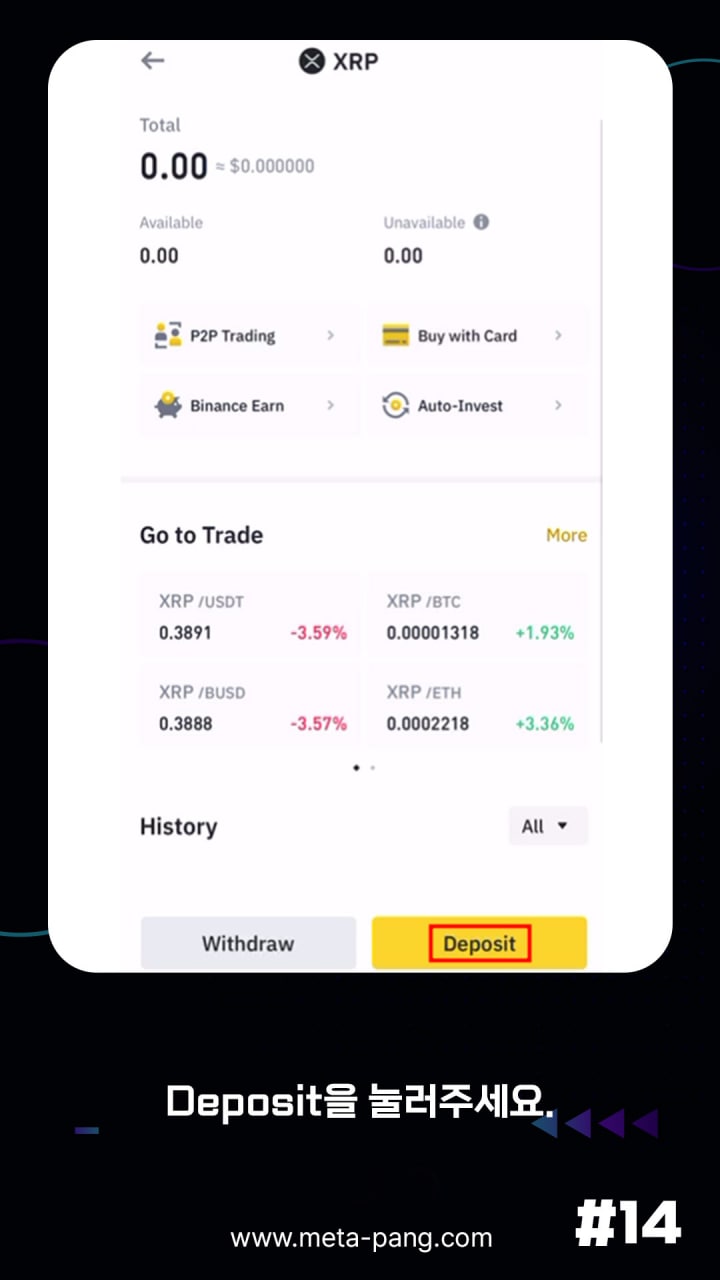 XRP
Total
0.00 ≈ $0.000000
Available Unavailable
0.00 0.00
P2P Trading Buy with Card
Binance Earn Auto-Invest
Go to Trade More
XRP /USDT XRP /BTC
0.3891 -3.59% 0.00001318 +1.93%
XRP /BUSD XRP /ETH
0.3888 -3.57% 0.0002218 +3.36%
History All
Withdraw Deposit
Deposit을 눌러주세요.
#14
www.meta-pang.com